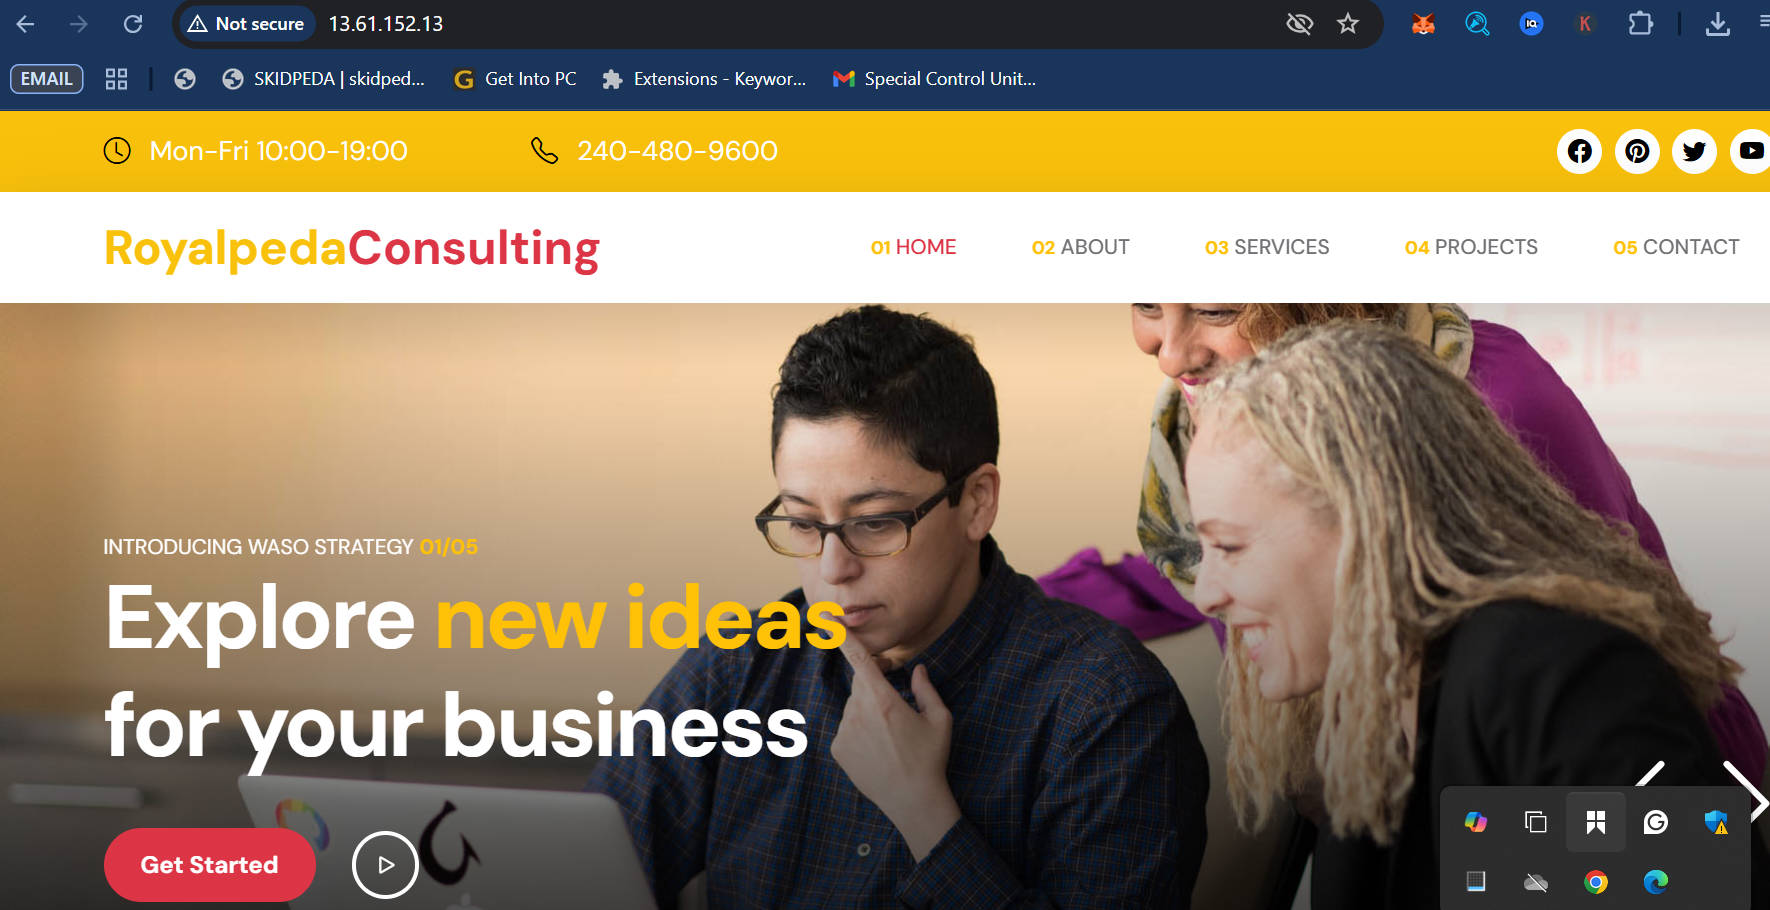 Not secure
13.61.152.13
EMAIL
SKIDPEDA | skidped...
Get Into PC
Extensions - Keywor...
Special Control Unit...
Mon-Fri 10:00-19:00
240-480-9600
RoyalpedaConsulting
01 HOME
02 ABOUT
03 SERVICES
04 PROJECTS
05 CONTACT
INTRODUCING WASO STRATEGY 01/05
Explore new ideas
for your business
Get Started